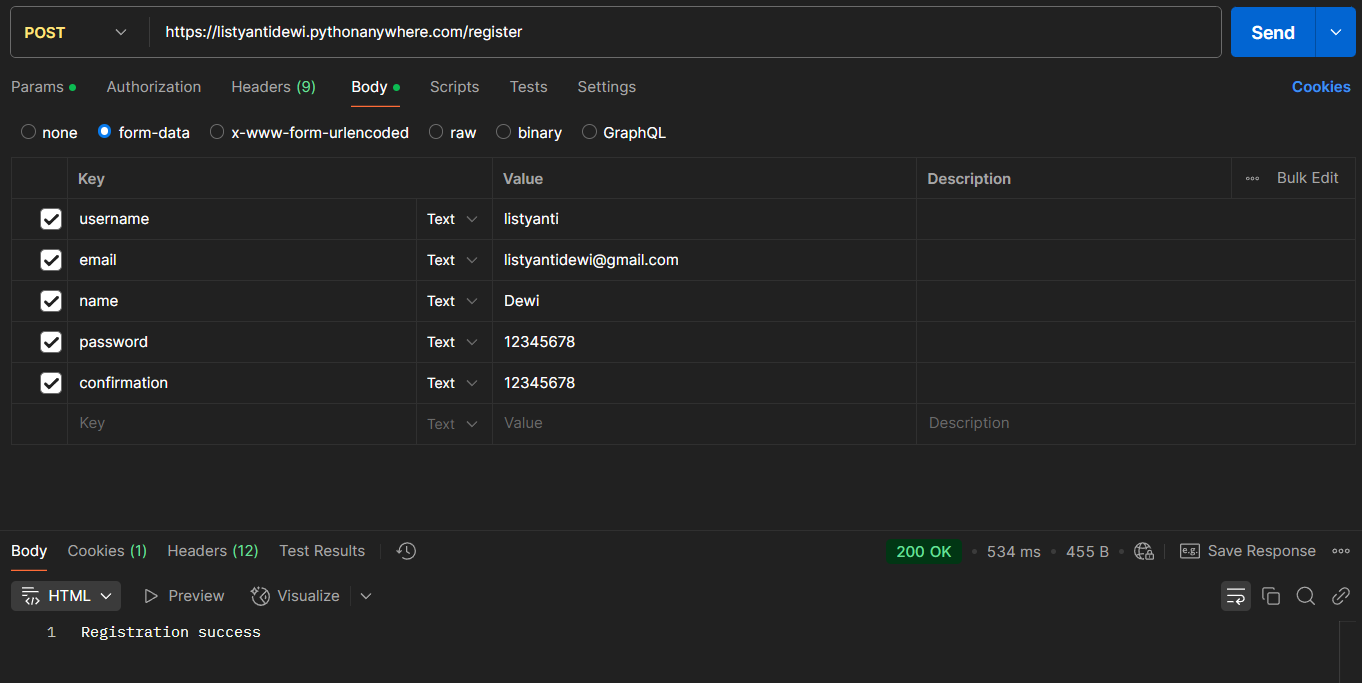 POST https://listyantidewi.pythonanywhere.com/register Send
Params Authorization Headers (9) Body Scripts Tests Settings Cookies
none form-data x-www-form-urlencoded raw binary GraphQL
Key Value Description Bulk Edit
username Text listyanti
email Text listyantidewi@gmail.com
name Text Dewi
password Text 12345678
confirmation Text 12345678
Key Text Value Description
Body Cookies (1) Headers (12) Test Results 200 OK 534 ms 455 B e.g. Save Response
HTML Preview Visualize
1 Registration success